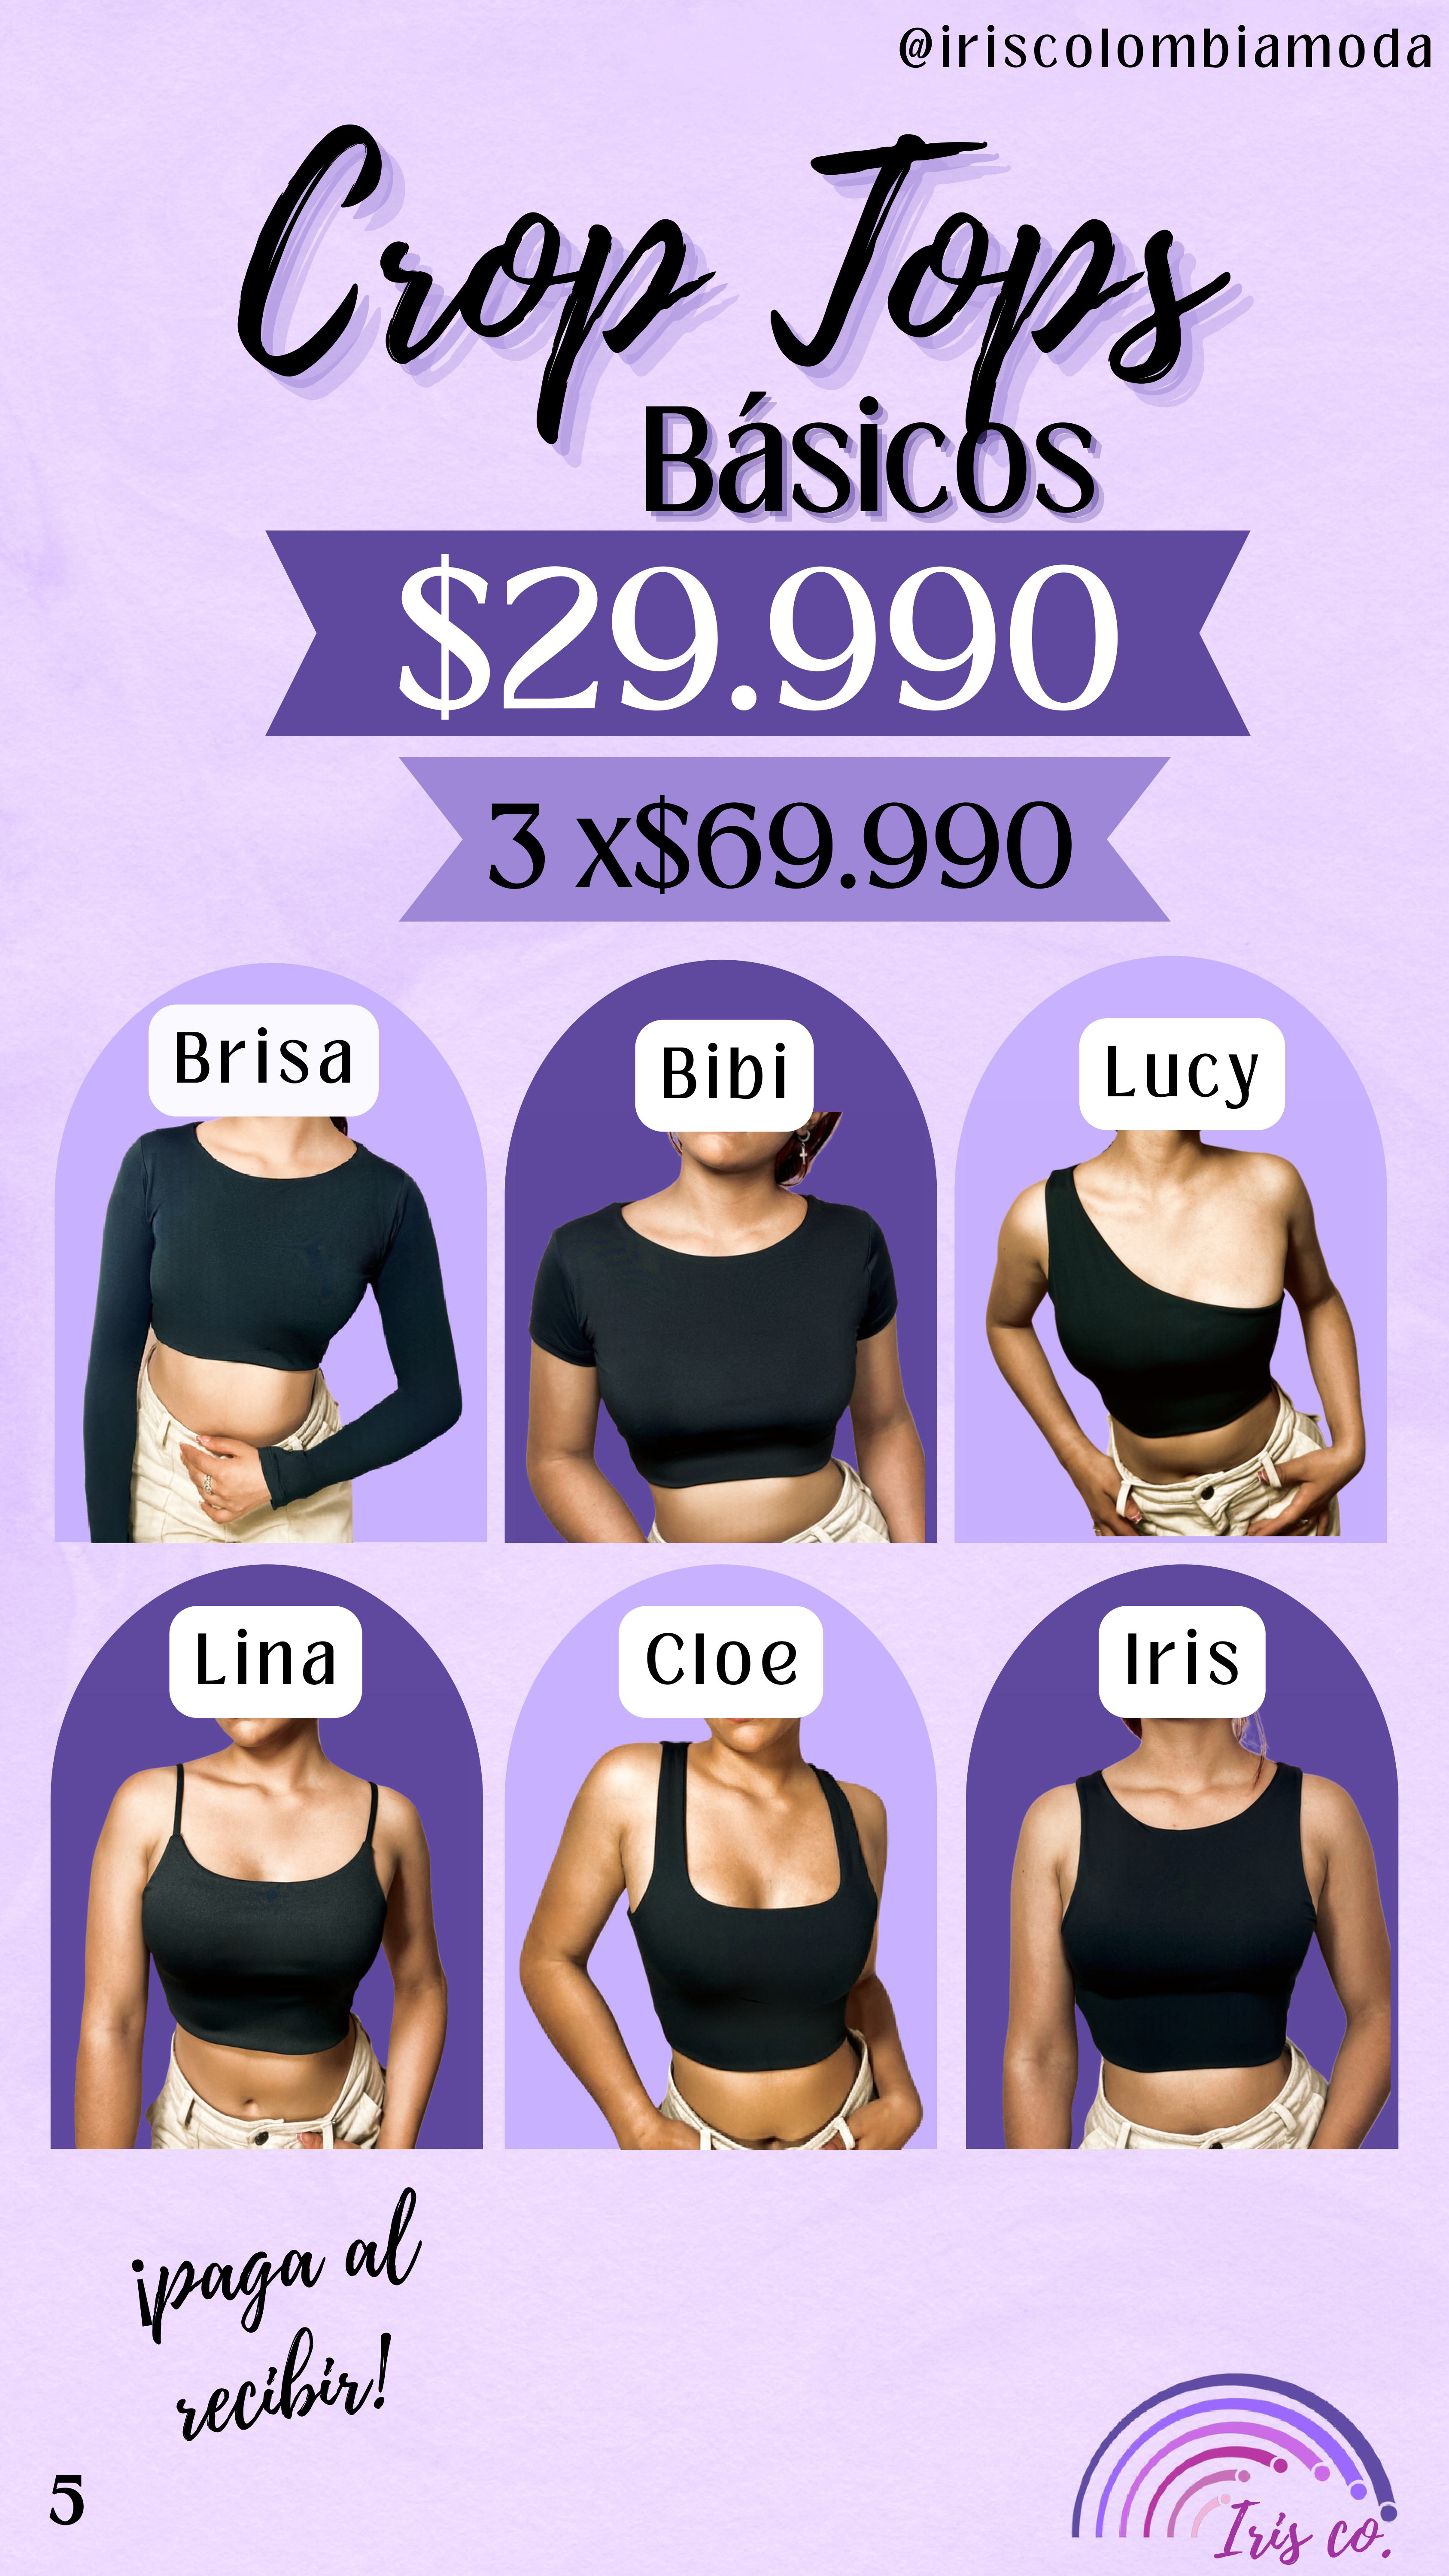 @iriscolombiamoda
Crop Tops
Básicos
$29.990
3 x$69.990
Brisa
Bibi
Lucy
Lina
Cloe
Iris
¡paga al
recibir!
5
Iris co.